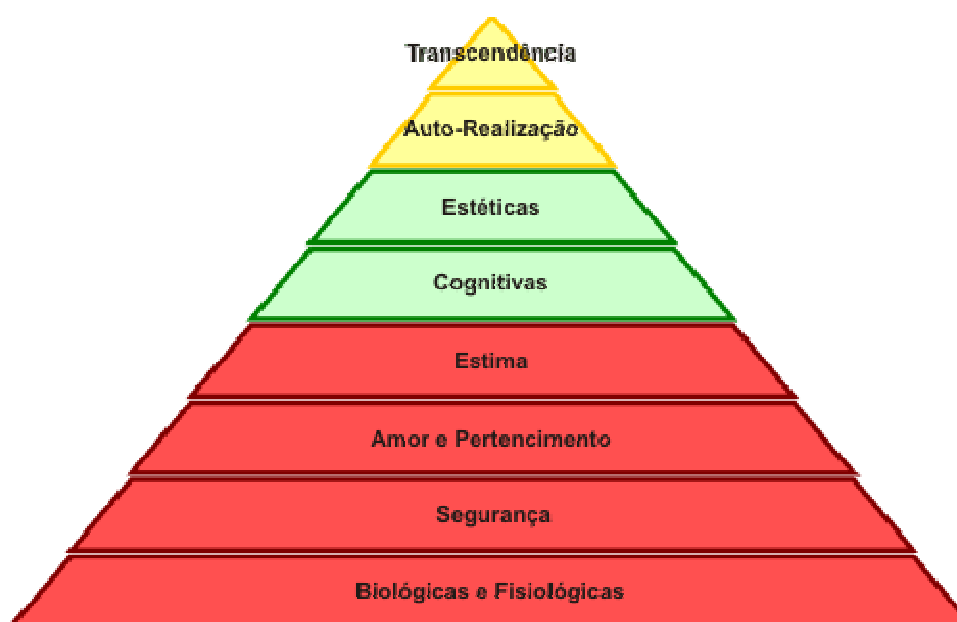 Transcendência
Auto-Realização
Estéticas
Cognitivas
Estima
Amor e Pertencimento
Segurança
Biológicas e Fisiológicas